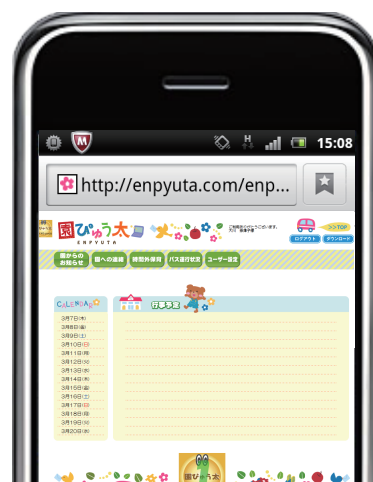 H
15:08
http://enpyuta.com/enp...
園ぴゅう太
ENPYUTA
>>TOP
ログアウト
ダウンロード
園からの
お知らせ
園への連絡
時間外保育
バス運行状況
ユーザー設定
CALENDAR
行事予定
3月7日(木)
3月8日(金)
3月9日(土)
3月10日(日)
3月11日(月)
3月12日(火)
3月13日(水)
3月14日(木)
3月15日(金)
3月16日(土)
3月17日(日)
3月18日(月)
3月19日(火)
3月20日(水)
園ぴゅう太